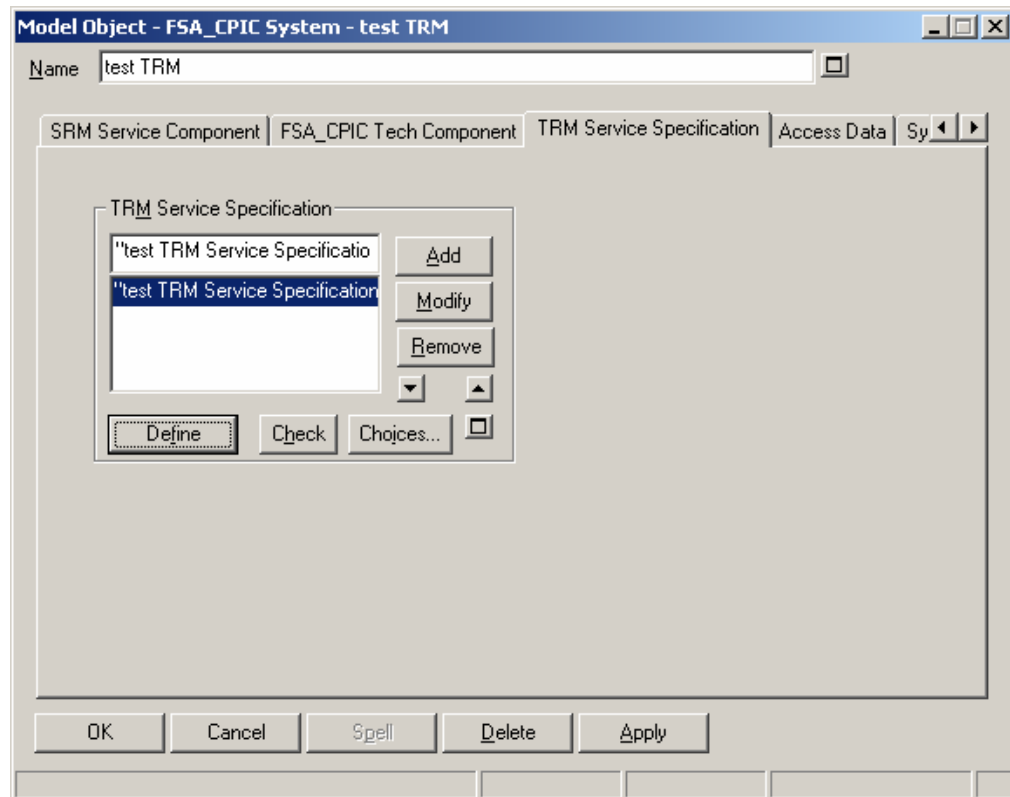 Model Object - FSA_CPIC System - test TRM
Name test TRM
SRM Service Component FSA_CPIC Tech Component TRM Service Specification Access Data Sy
TRM Service Specification
"test TRM Service Specificatio
Add
"test TRM Service Specification
Modify
Remove
Define Check Choices...
OK Cancel Spell Delete Apply